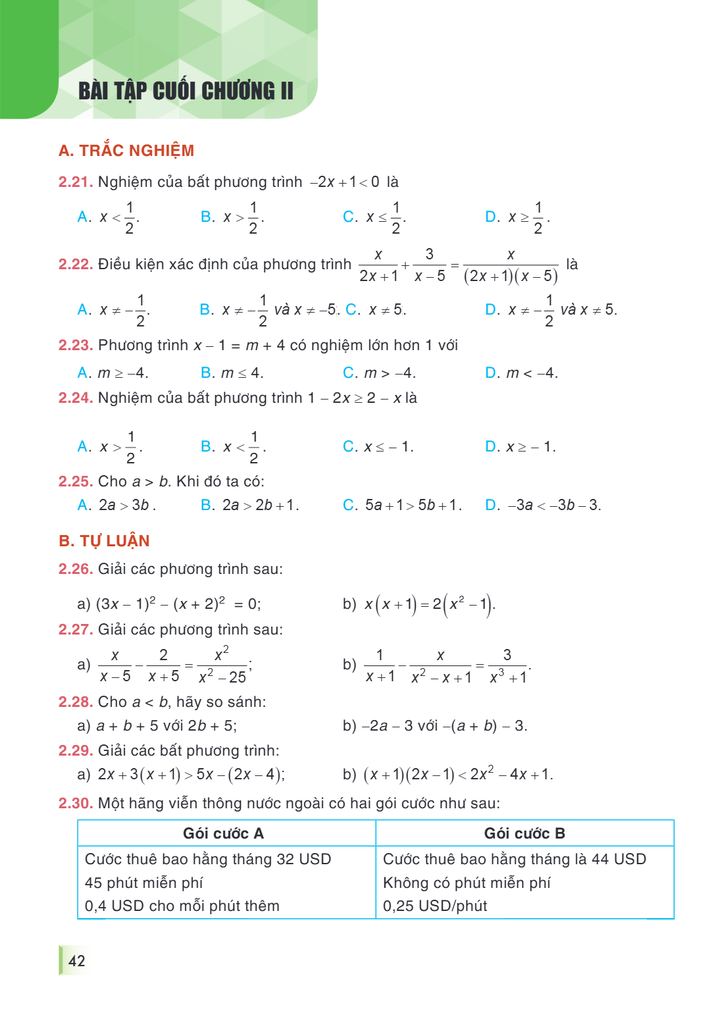 BÀI TẬP CUỐI CHƯƠNG II
A. TRẮC NGHIỆM
2.21. Nghiệm của bất phương trình −2x + 1 < 0 là
A. x < 1/2. B. x > 1/2. C. x ≤ 1/2. D. x ≥ 1/2.
2.22. Điều kiện xác định của phương trình x/(2x + 1) + 3/(x − 5) = x/((2x + 1)(x − 5)) là
A. x ≠ −1/2. B. x ≠ −1/2 và x ≠ −5. C. x ≠ 5. D. x ≠ −1/2 và x ≠ 5.
2.23. Phương trình x − 1 = m + 4 có nghiệm lớn hơn 1 với
A. m ≥ −4. B. m ≤ 4. C. m > −4. D. m < −4.
2.24. Nghiệm của bất phương trình 1 − 2x ≥ 2 − x là
A. x > 1/2. B. x < 1/2. C. x ≤ − 1. D. x ≥ − 1.
2.25. Cho a > b. Khi đó ta có:
A. 2a > 3b. B. 2a > 2b + 1. C. 5a + 1 > 5b + 1. D. −3a < −3b − 3.
B. TỰ LUẬN
2.26. Giải các phương trình sau:
a) (3x − 1)² − (x + 2)² = 0; b) x(x + 1) = 2(x² − 1).
2.27. Giải các phương trình sau:
a) x/(x − 5) − 2/(x + 5) = x²/(x² − 25); b) 1/(x + 1) − x/(x² − x + 1) = 3/(x³ + 1).
2.28. Cho a < b, hãy so sánh:
a) a + b + 5 với 2b + 5; b) −2a − 3 với −(a + b) − 3.
2.29. Giải các bất phương trình:
a) 2x + 3(x + 1) > 5x − (2x − 4); b) (x + 1)(2x − 1) < 2x² − 4x + 1.
2.30. Một hãng viễn thông nước ngoài có hai gói cước như sau:
Gói cước A Gói cước B
Cước thuê bao hằng tháng 32 USD Cước thuê bao hằng tháng là 44 USD
45 phút miễn phí Không có phút miễn phí
0,4 USD cho mỗi phút thêm 0,25 USD/phút
42